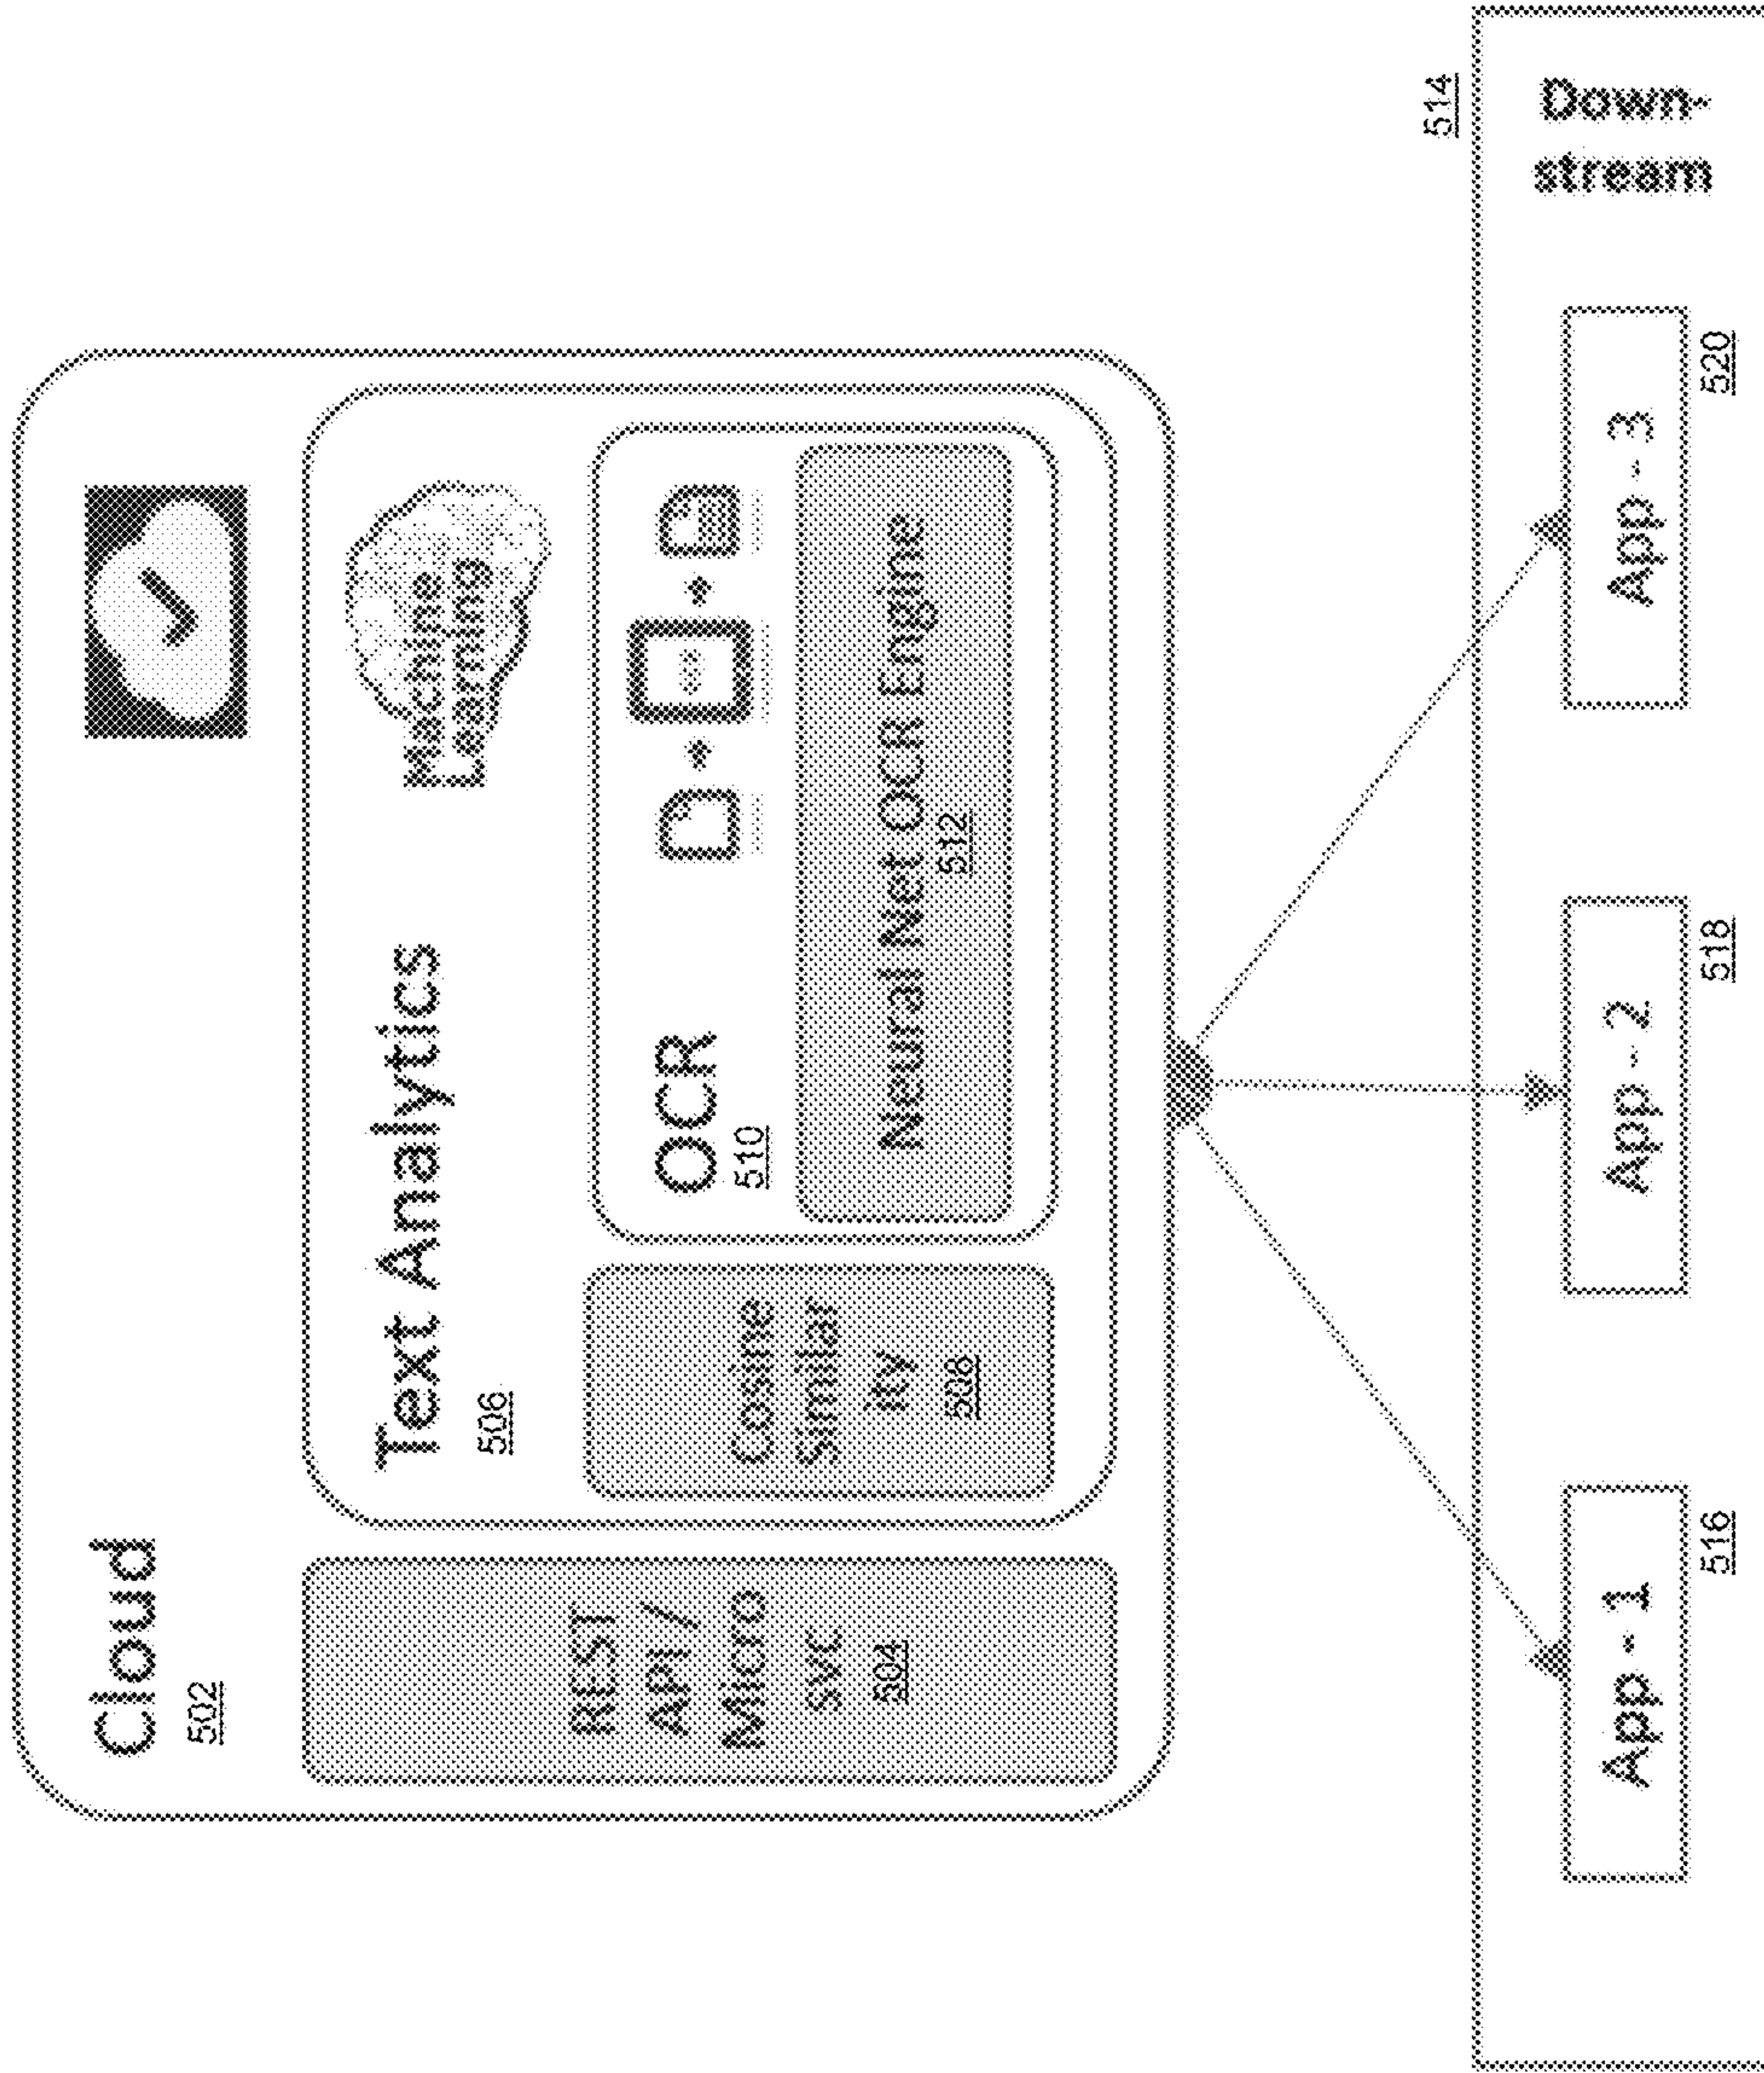 Cloud
502
REST
API /
Micro
svc
504
Text Analytics
506
Machine
Learning
Cosine
Similar
ity
508
OCR
510
Neural Net OCR Engine
512
514
Down-
stream
App - 1
516
App - 2
518
App - 3
520